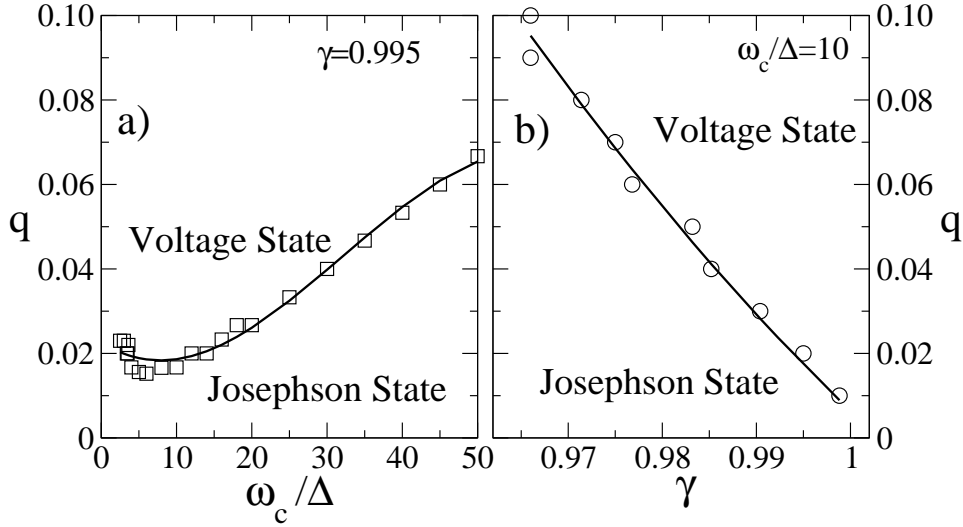 0.10
0.08
0.06
0.04
0.02
0
q
a)
γ=0.995
Voltage State
Josephson State
0 10 20 30 40 50
ω_c/Δ
b)
ω_c/Δ=10
Voltage State
Josephson State
0.97 0.98 0.99 1
γ
0.10
0.08
0.06
0.04
0.02
0
q